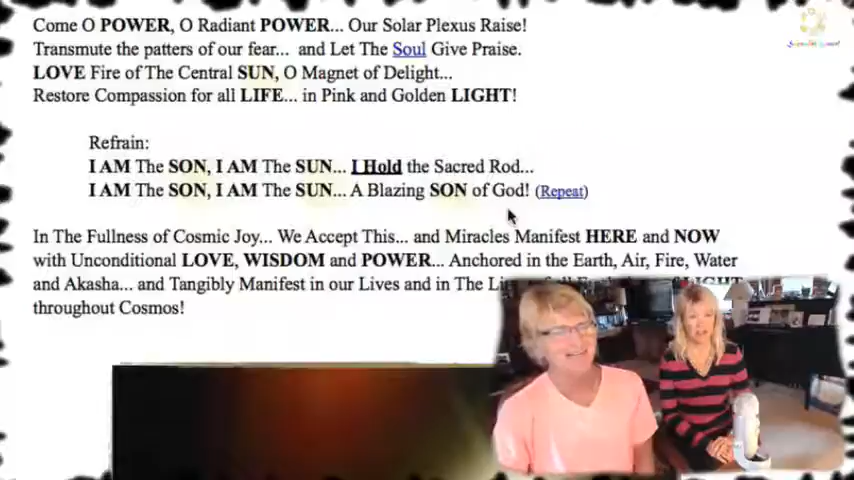 Come O POWER, O Radiant POWER... Our Solar Plexus Raise!
Transmute the patters of our fear... and Let The Soul Give Praise.
LOVE Fire of The Central SUN, O Magnet of Delight...
Restore Compassion for all LIFE... in Pink and Golden LIGHT!
Refrain:
I AM The SON, I AM The SUN... I Hold the Sacred Rod...
I AM The SON, I AM The SUN... A Blazing SON of God! (Repeat)
In The Fullness of Cosmic Joy... We Accept This... and Miracles Manifest HERE and NOW
with Unconditional LOVE, WISDOM and POWER... Anchored in the Earth, Air, Fire, Water
and Akasha... and Tangibly Manifest in our Lives and in The
throughout Cosmos!